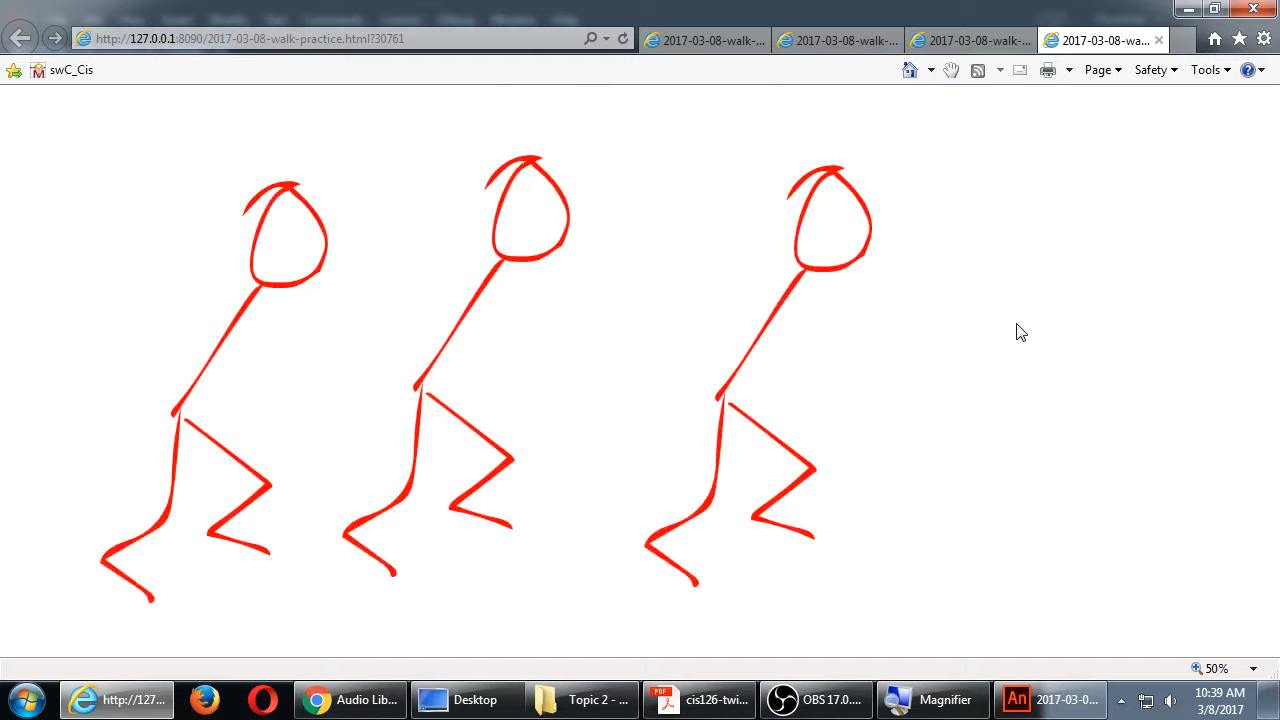 http://127.0.0.1:8090/2017-03-08-walk-practice.html?30761
2017-03-08-walk-...
2017-03-08-walk-...
2017-03-08-walk-...
2017-03-08-wa...
swC_Cis
Page
Safety
Tools
50%
http://127....
Audio Lib...
Desktop
Topic 2 - ...
PDF
cis126-twi...
OBS 17.0....
Magnifier
An
2017-03-0...
10:39 AM
3/8/2017